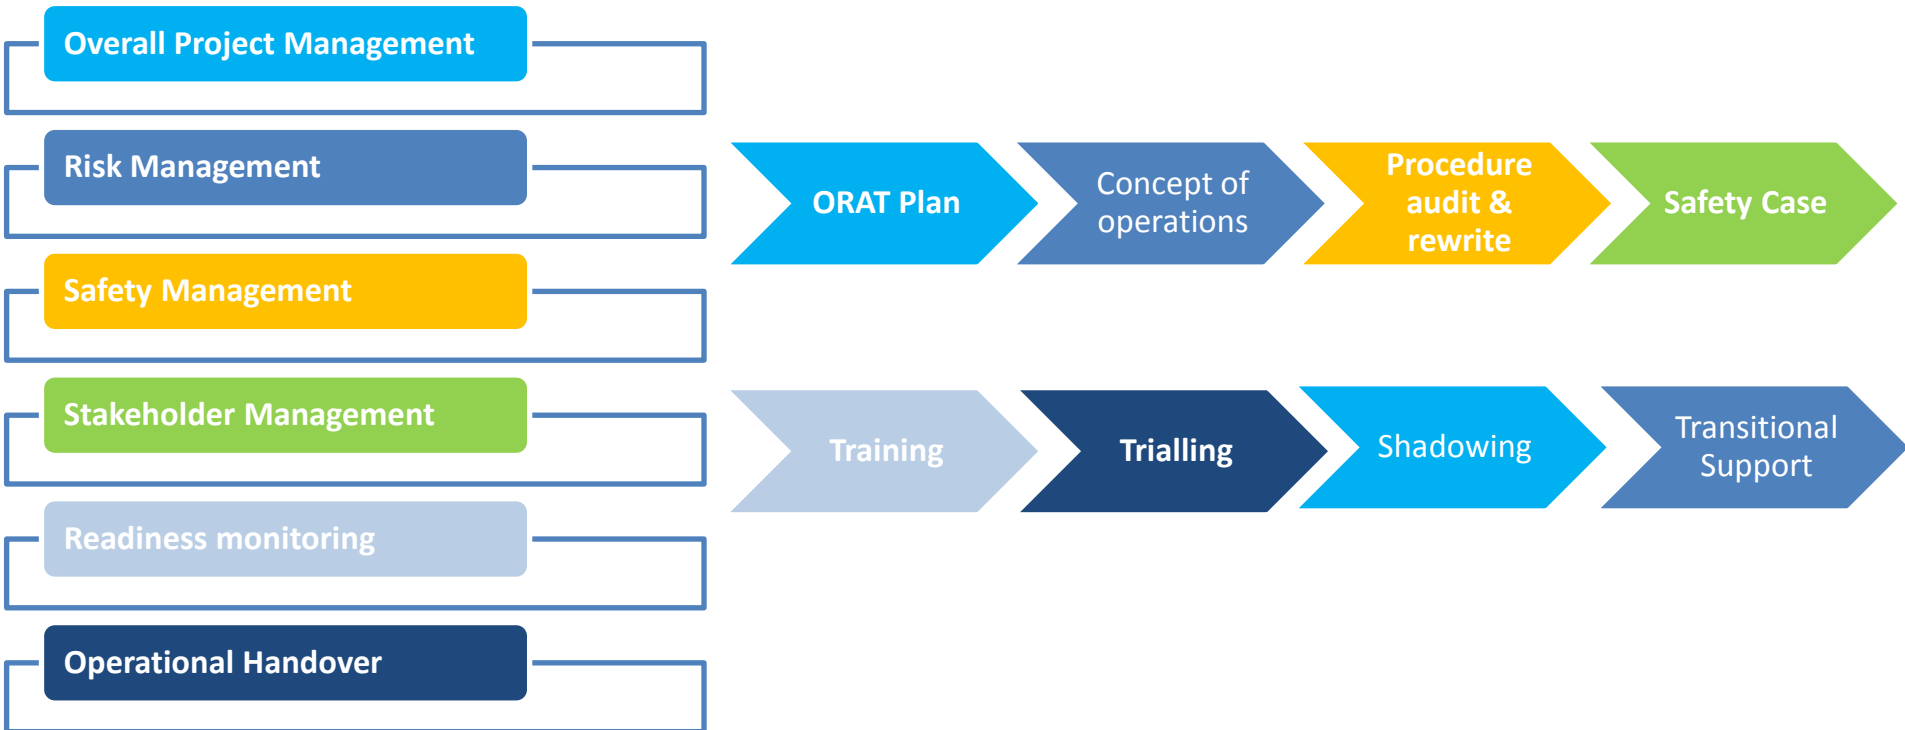 Overall Project Management
Risk Management
Safety Management
Stakeholder Management
Readiness monitoring
Operational Handover
ORAT Plan
Concept of
operations
Procedure
audit &
rewrite
Safety Case
Training
Trialling
Shadowing
Transitional
Support